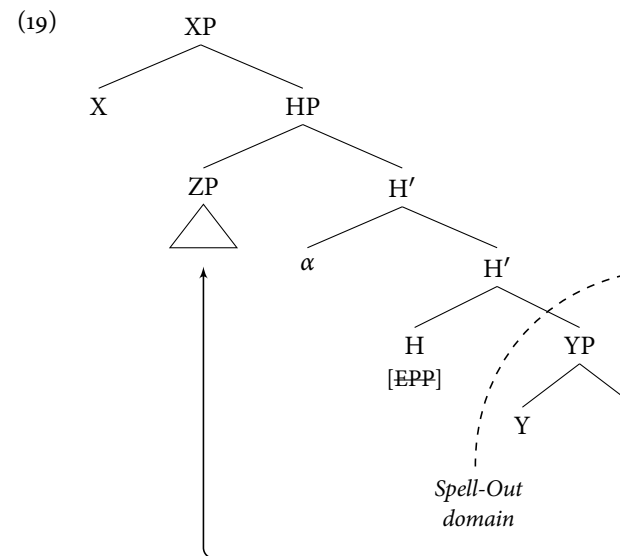 (19)
XP
X HP
ZP H′
α H′
H YP
[EPP]
Y
Spell-Out
domain